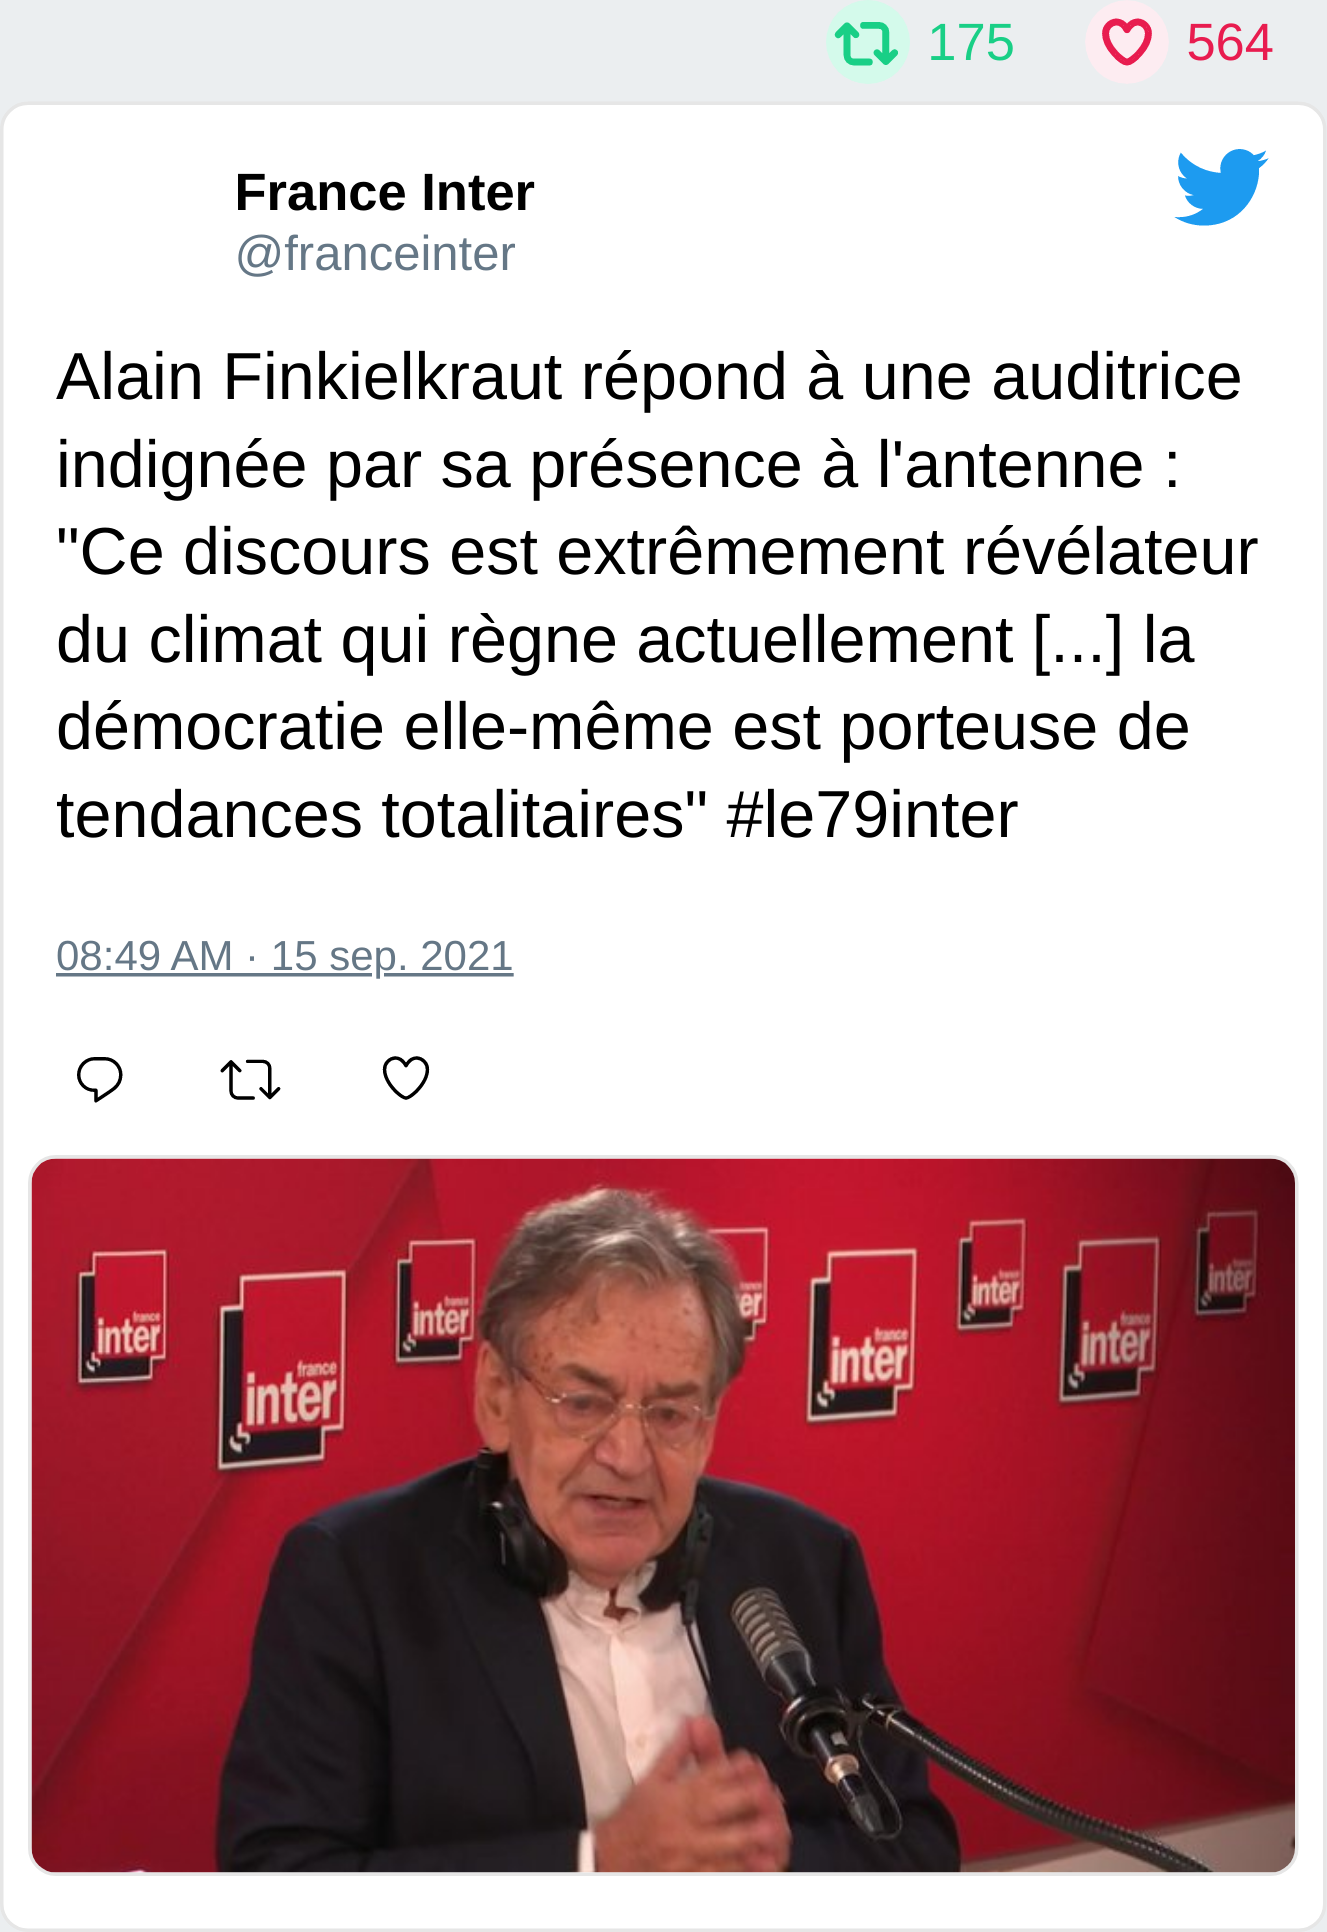 175 564
France Inter
@franceinter
Alain Finkielkraut répond à une auditrice
indignée par sa présence à l'antenne :
"Ce discours est extrêmement révélateur
du climat qui règne actuellement [...] la
démocratie elle-même est porteuse de
tendances totalitaires" #le79inter
08:49 AM · 15 sep. 2021
france
inter
france
inter
france
inter
er
france
inter
france
inter
france
inter
france
inter